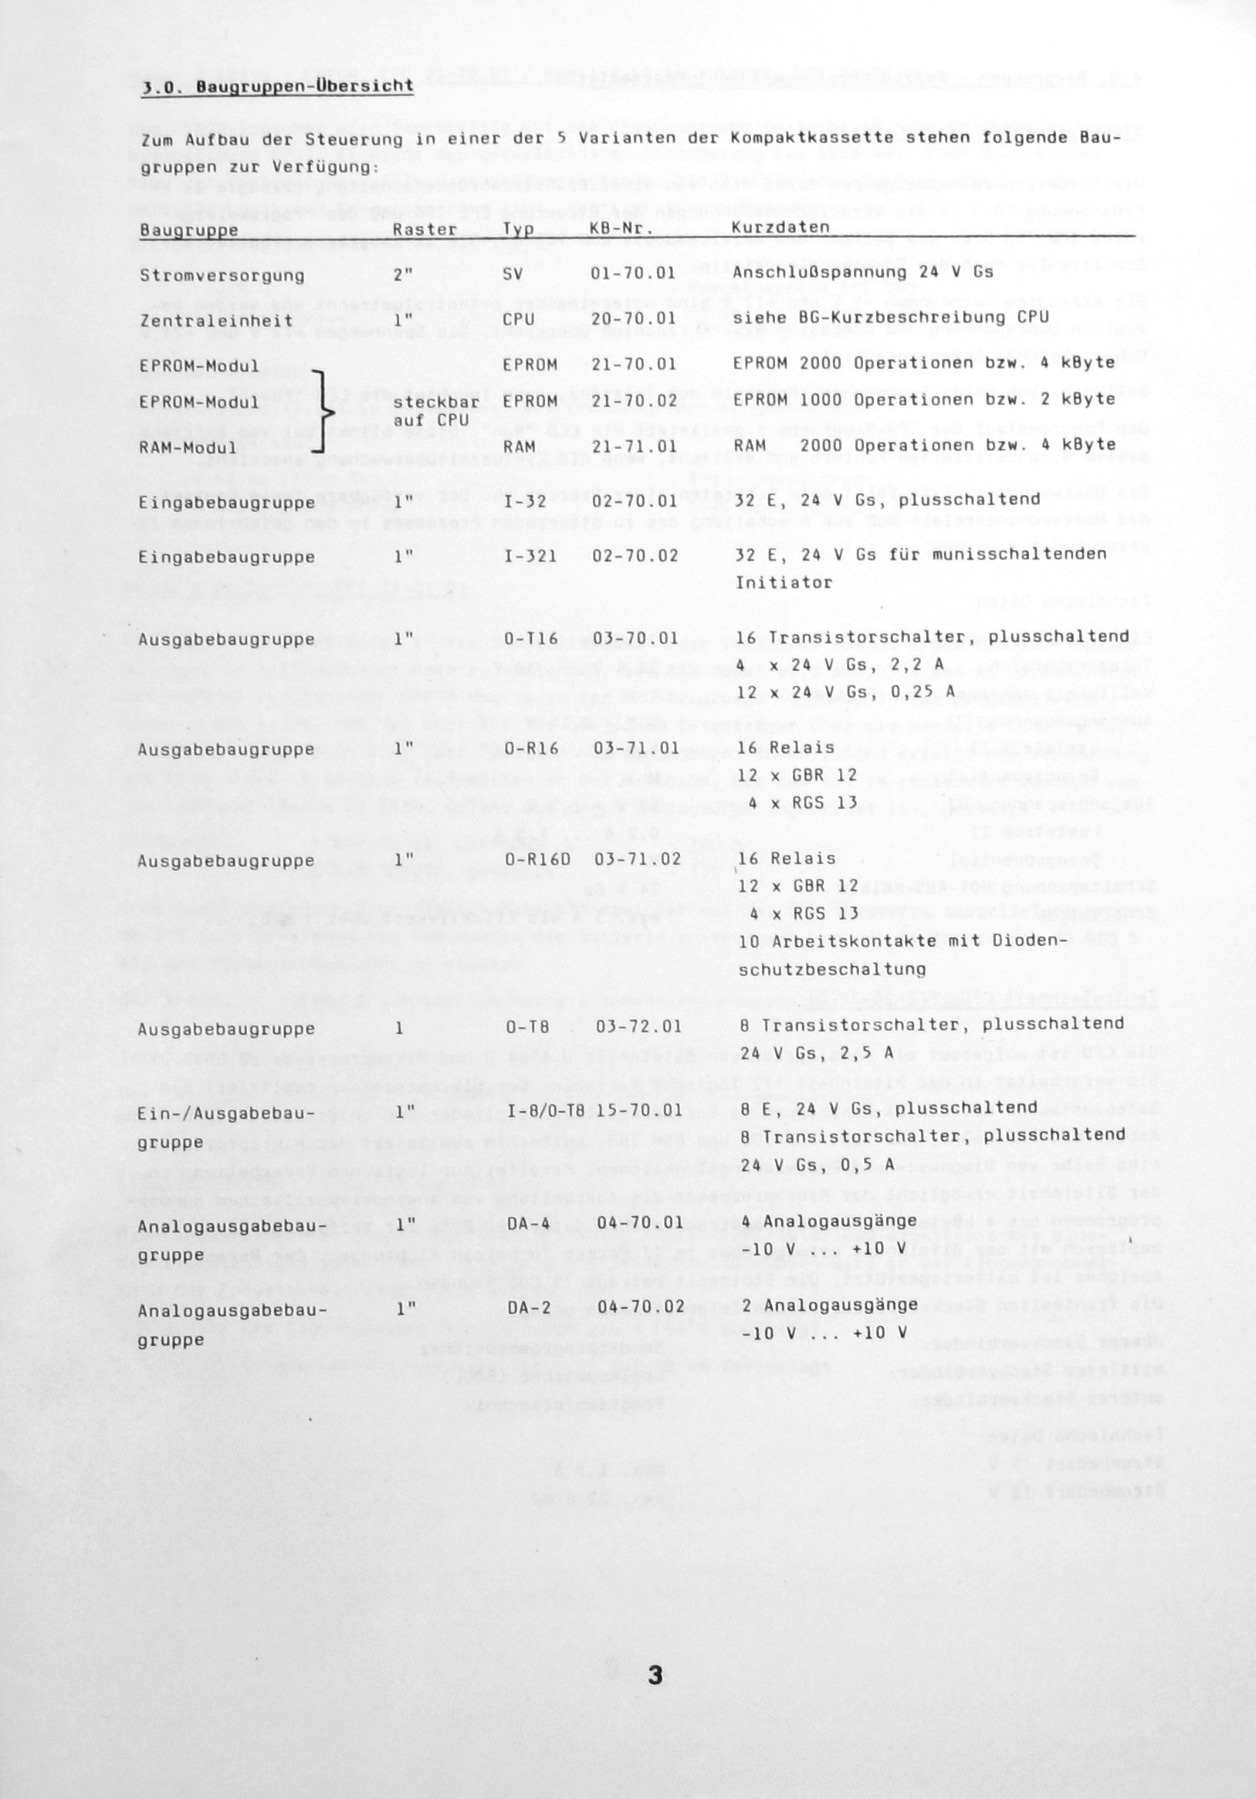 3.0. Baugruppen-Übersicht
Zum Aufbau der Steuerung in einer der 5 Varianten der Kompaktkassette stehen folgende Bau-
gruppen zur Verfügung:
Baugruppe Raster Typ KB-Nr. Kurzdaten
Stromversorgung 2" SV 01-70.01 Anschlußspannung 24 V Gs
Zentraleinheit 1" CPU 20-70.01 siehe BG-Kurzbeschreibung CPU
EPROM-Modul EPROM 21-70.01 EPROM 2000 Operationen bzw. 4 kByte
EPROM-Modul steckbar EPROM 21-70.02 EPROM 1000 Operationen bzw. 2 kByte
auf CPU
RAM-Modul RAM 21-71.01 RAM 2000 Operationen bzw. 4 kByte
Eingabebaugruppe 1" I-32 02-70.01 32 E, 24 V Gs, plusschaltend
Eingabebaugruppe 1" I-321 02-70.02 32 E, 24 V Gs für munisschaltenden
Initiator
Ausgabebaugruppe 1" O-T16 03-70.01 16 Transistorschalter, plusschaltend
4 x 24 V Gs, 2,2 A
12 x 24 V Gs, 0,25 A
Ausgabebaugruppe 1" O-R16 03-71.01 16 Relais
12 x GBR 12
4 x RGS 13
Ausgabebaugruppe 1" O-R16D 03-71.02 16 Relais
12 x GBR 12
4 x RGS 13
10 Arbeitskontakte mit Dioden-
schutzbeschaltung
Ausgabebaugruppe 1 O-T8 03-72.01 8 Transistorschalter, plusschaltend
24 V Gs, 2,5 A
Ein-/Ausgabebau- 1" I-8/O-T8 15-70.01 8 E, 24 V Gs, plusschaltend
gruppe 8 Transistorschalter, plusschaltend
24 V Gs, 0,5 A
Analogausgabebau- 1" DA-4 04-70.01 4 Analogausgänge
gruppe -10 V ... +10 V
Analogausgabebau- 1" DA-2 04-70.02 2 Analogausgänge
gruppe -10 V ... +10 V
3